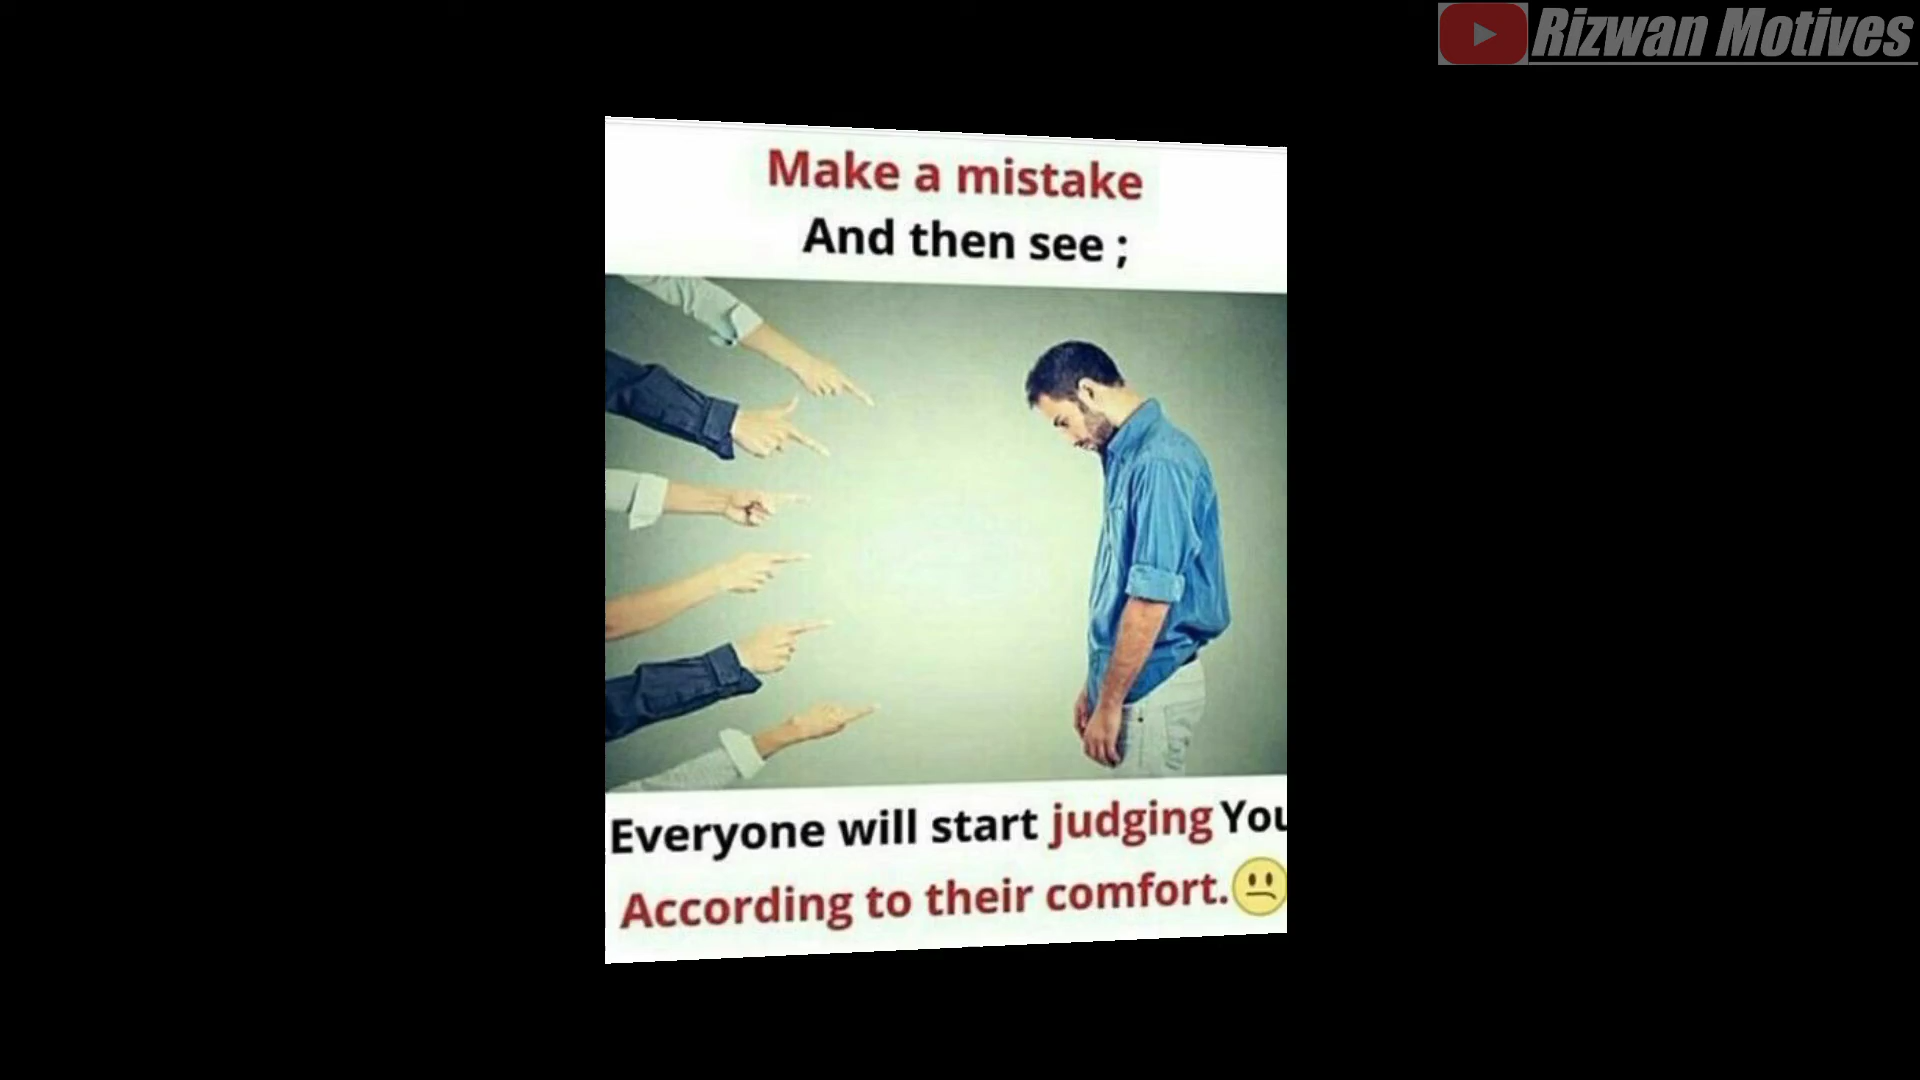 Rizwan Motives
Make a mistake
And then see ;
Everyone will start judging You
According to their comfort.